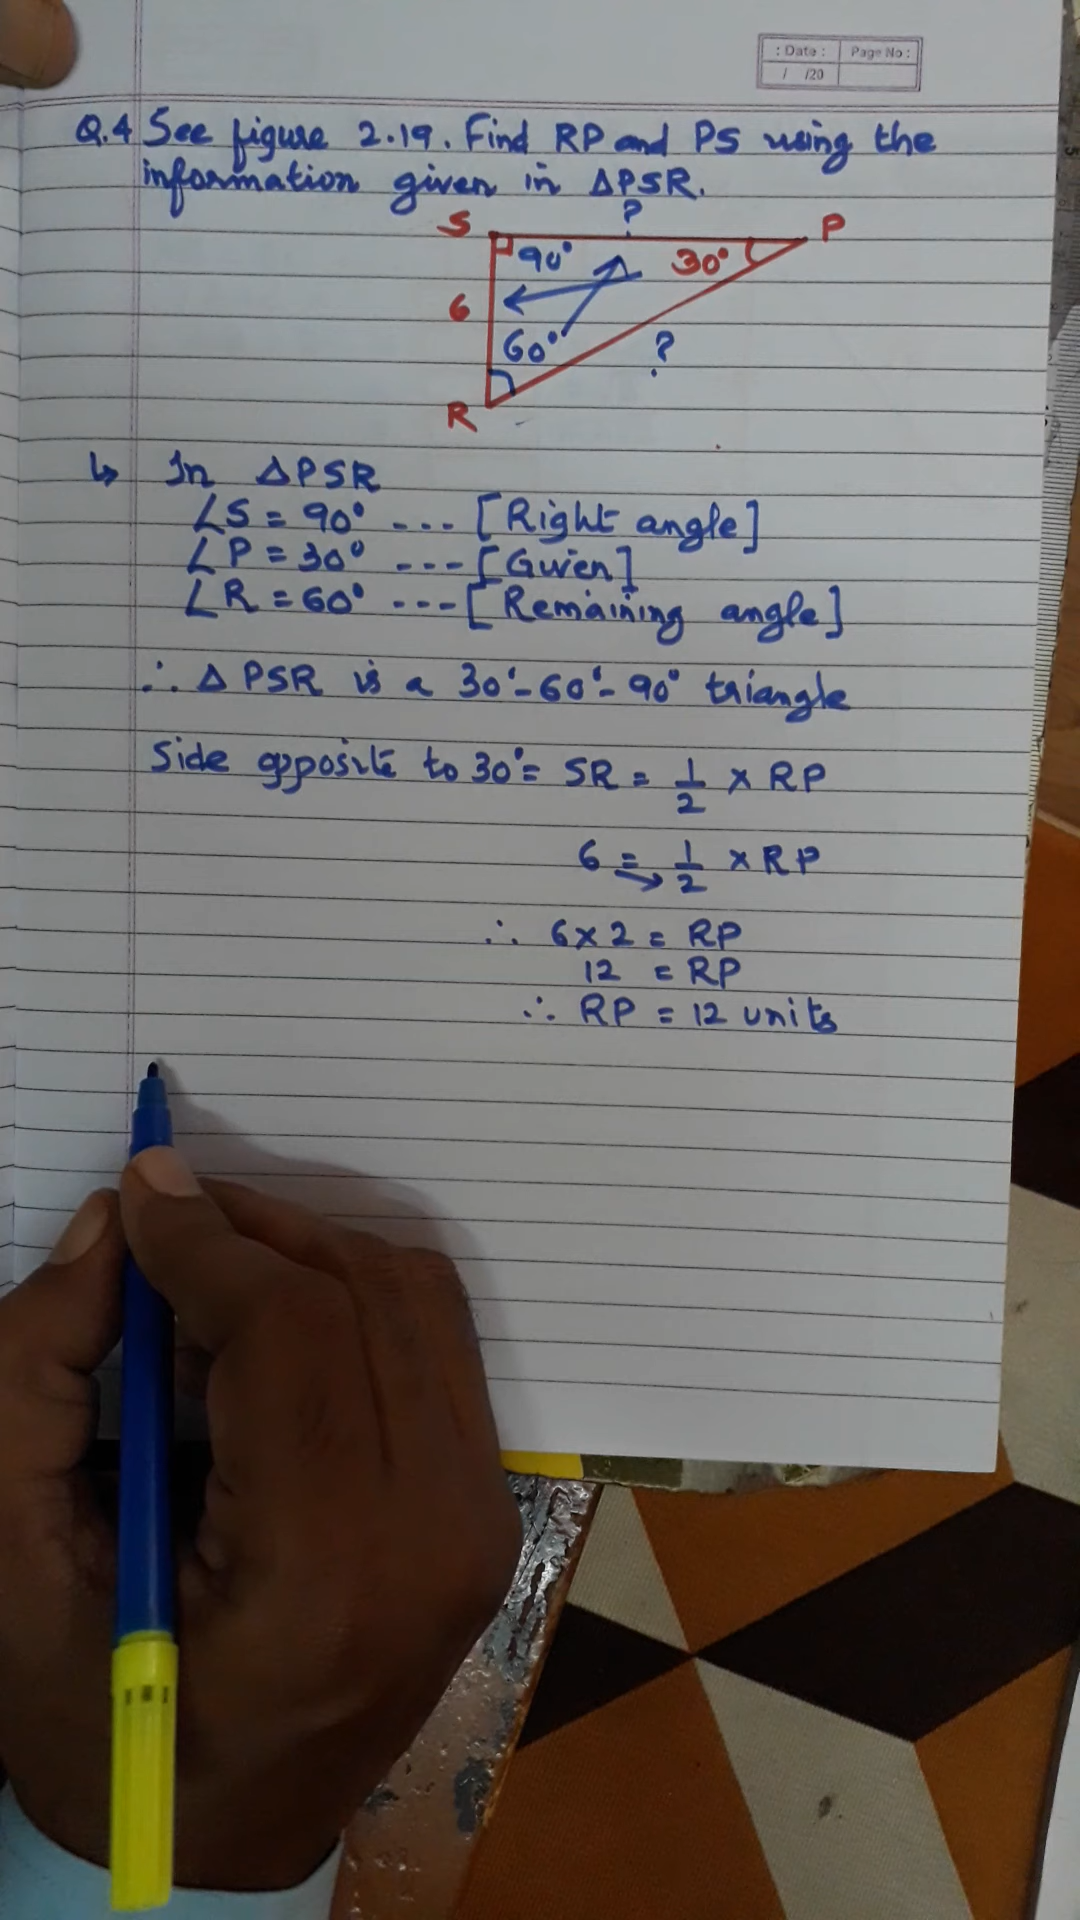 : Date :
Page No :
/ /20
Q.4 See figure 2.19. Find RP and PS using the
information given in ΔPSR.
?
S
P
90°
30°
6
60°
?
R
↳ In ΔPSR
∠S = 90° --- [Right angle]
∠P = 30° --- [Given]
∠R = 60° --- [Remaining angle]
∴ Δ PSR is a 30°-60°-90° triangle
Side opposite to 30° = SR = 1/2 × RP
6 = 1/2 × RP
∴ 6 × 2 = RP
12 = RP
∴ RP = 12 units